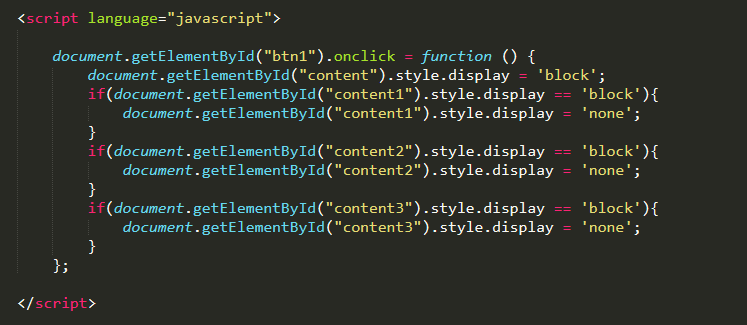 <script language="javascript">
document.getElementById("btn1").onclick = function () {
document.getElementById("content").style.display = 'block';
if(document.getElementById("content1").style.display == 'block'){
document.getElementById("content1").style.display = 'none';
}
if(document.getElementById("content2").style.display == 'block'){
document.getElementById("content2").style.display = 'none';
}
if(document.getElementById("content3").style.display == 'block'){
document.getElementById("content3").style.display = 'none';
}
};
</script>